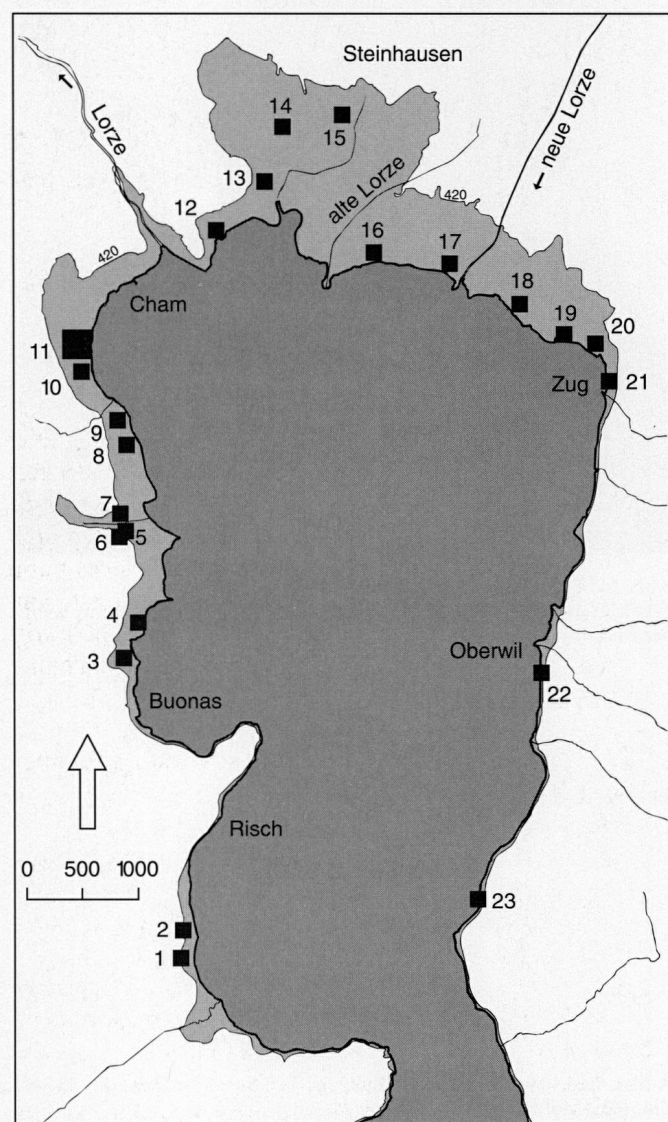 Steinhausen
Lorze
neue Lorze
14
15
13
alte Lorze
12
420
16
17
420
Cham
18
19
20
11
10
Zug
21
9
8
7
6
5
4
3
Oberwil
22
Buonas
Risch
0 500 1000
23
2
1